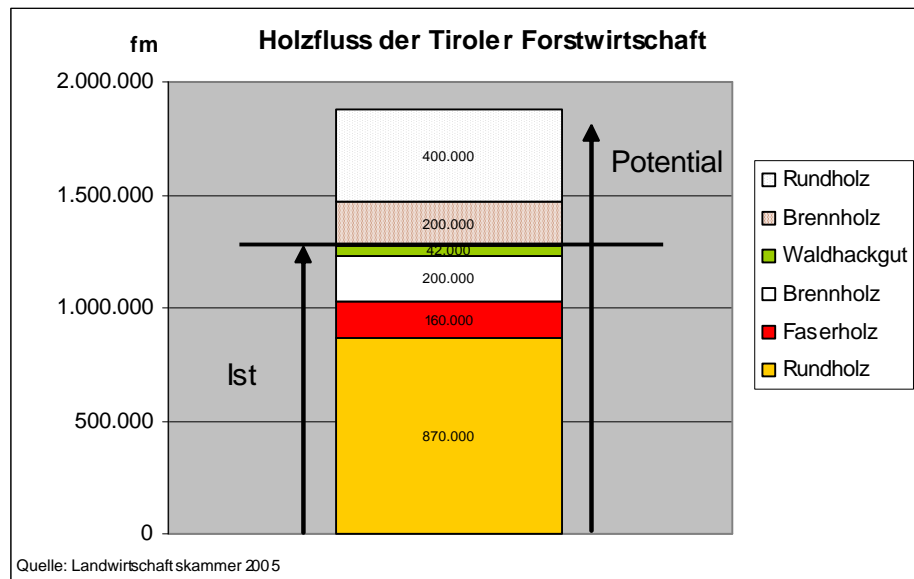 fm
Holzfluss der Tiroler Forstwirtschaft
2.000.000
1.500.000
1.000.000
500.000
0
400.000
200.000
42.000
200.000
160.000
870.000
Ist
Potential
Rundholz
Brennholz
Waldhackgut
Brennholz
Faserholz
Rundholz
Quelle: Landwirtschaftskammer 2005